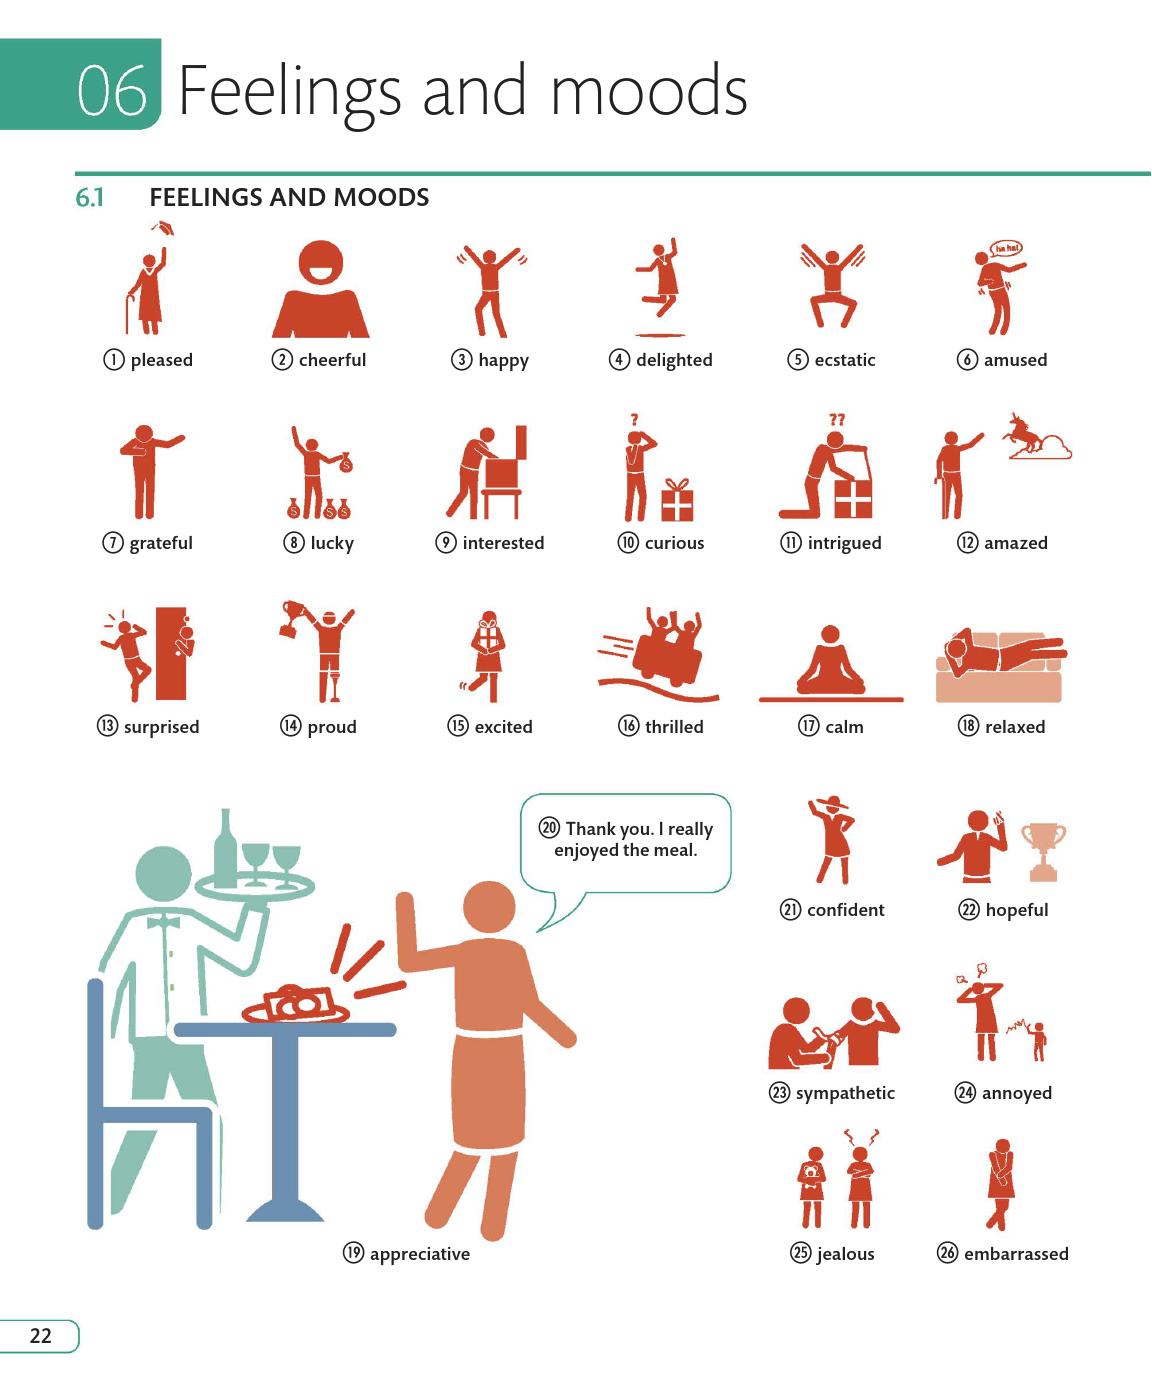 06 Feelings and moods
6.1 FEELINGS AND MOODS
ha ha!
1 pleased
2 cheerful
3 happy
4 delighted
5 ecstatic
6 amused
?
??
7 grateful
8 lucky
9 interested
10 curious
11 intrigued
12 amazed
13 surprised
14 proud
15 excited
16 thrilled
17 calm
18 relaxed
20 Thank you. I really
enjoyed the meal.
21 confident
22 hopeful
23 sympathetic
24 annoyed
19 appreciative
25 jealous
26 embarrassed
22